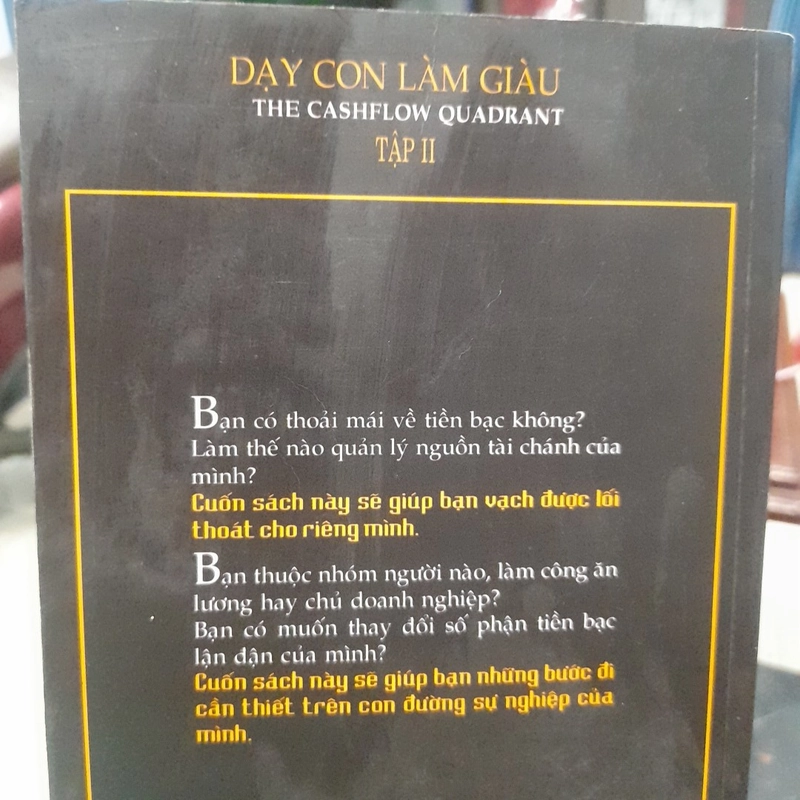 DẠY CON LÀM GIÀU
THE CASHFLOW QUADRANT
TẬP II
Bạn có thoải mái về tiền bạc không?
Làm thế nào quản lý nguồn tài chánh của
mình?
Cuốn sách này sẽ giúp bạn vạch được lối
thoát cho riêng mình.
Bạn thuộc nhóm người nào, làm công ăn
lương hay chủ doanh nghiệp?
Bạn có muốn thay đổi số phận tiền bạc
lận đận của mình?
Cuốn sách này sẽ giúp bạn những bước đi
cần thiết trên con đường sự nghiệp của
mình.